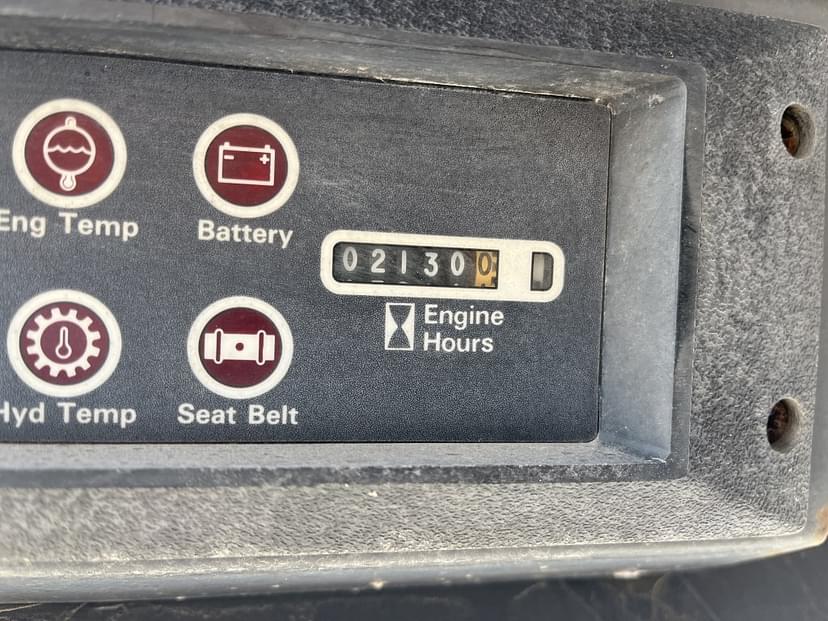 Eng Temp
Battery
021300
Engine
Hours
Hyd Temp
Seat Belt